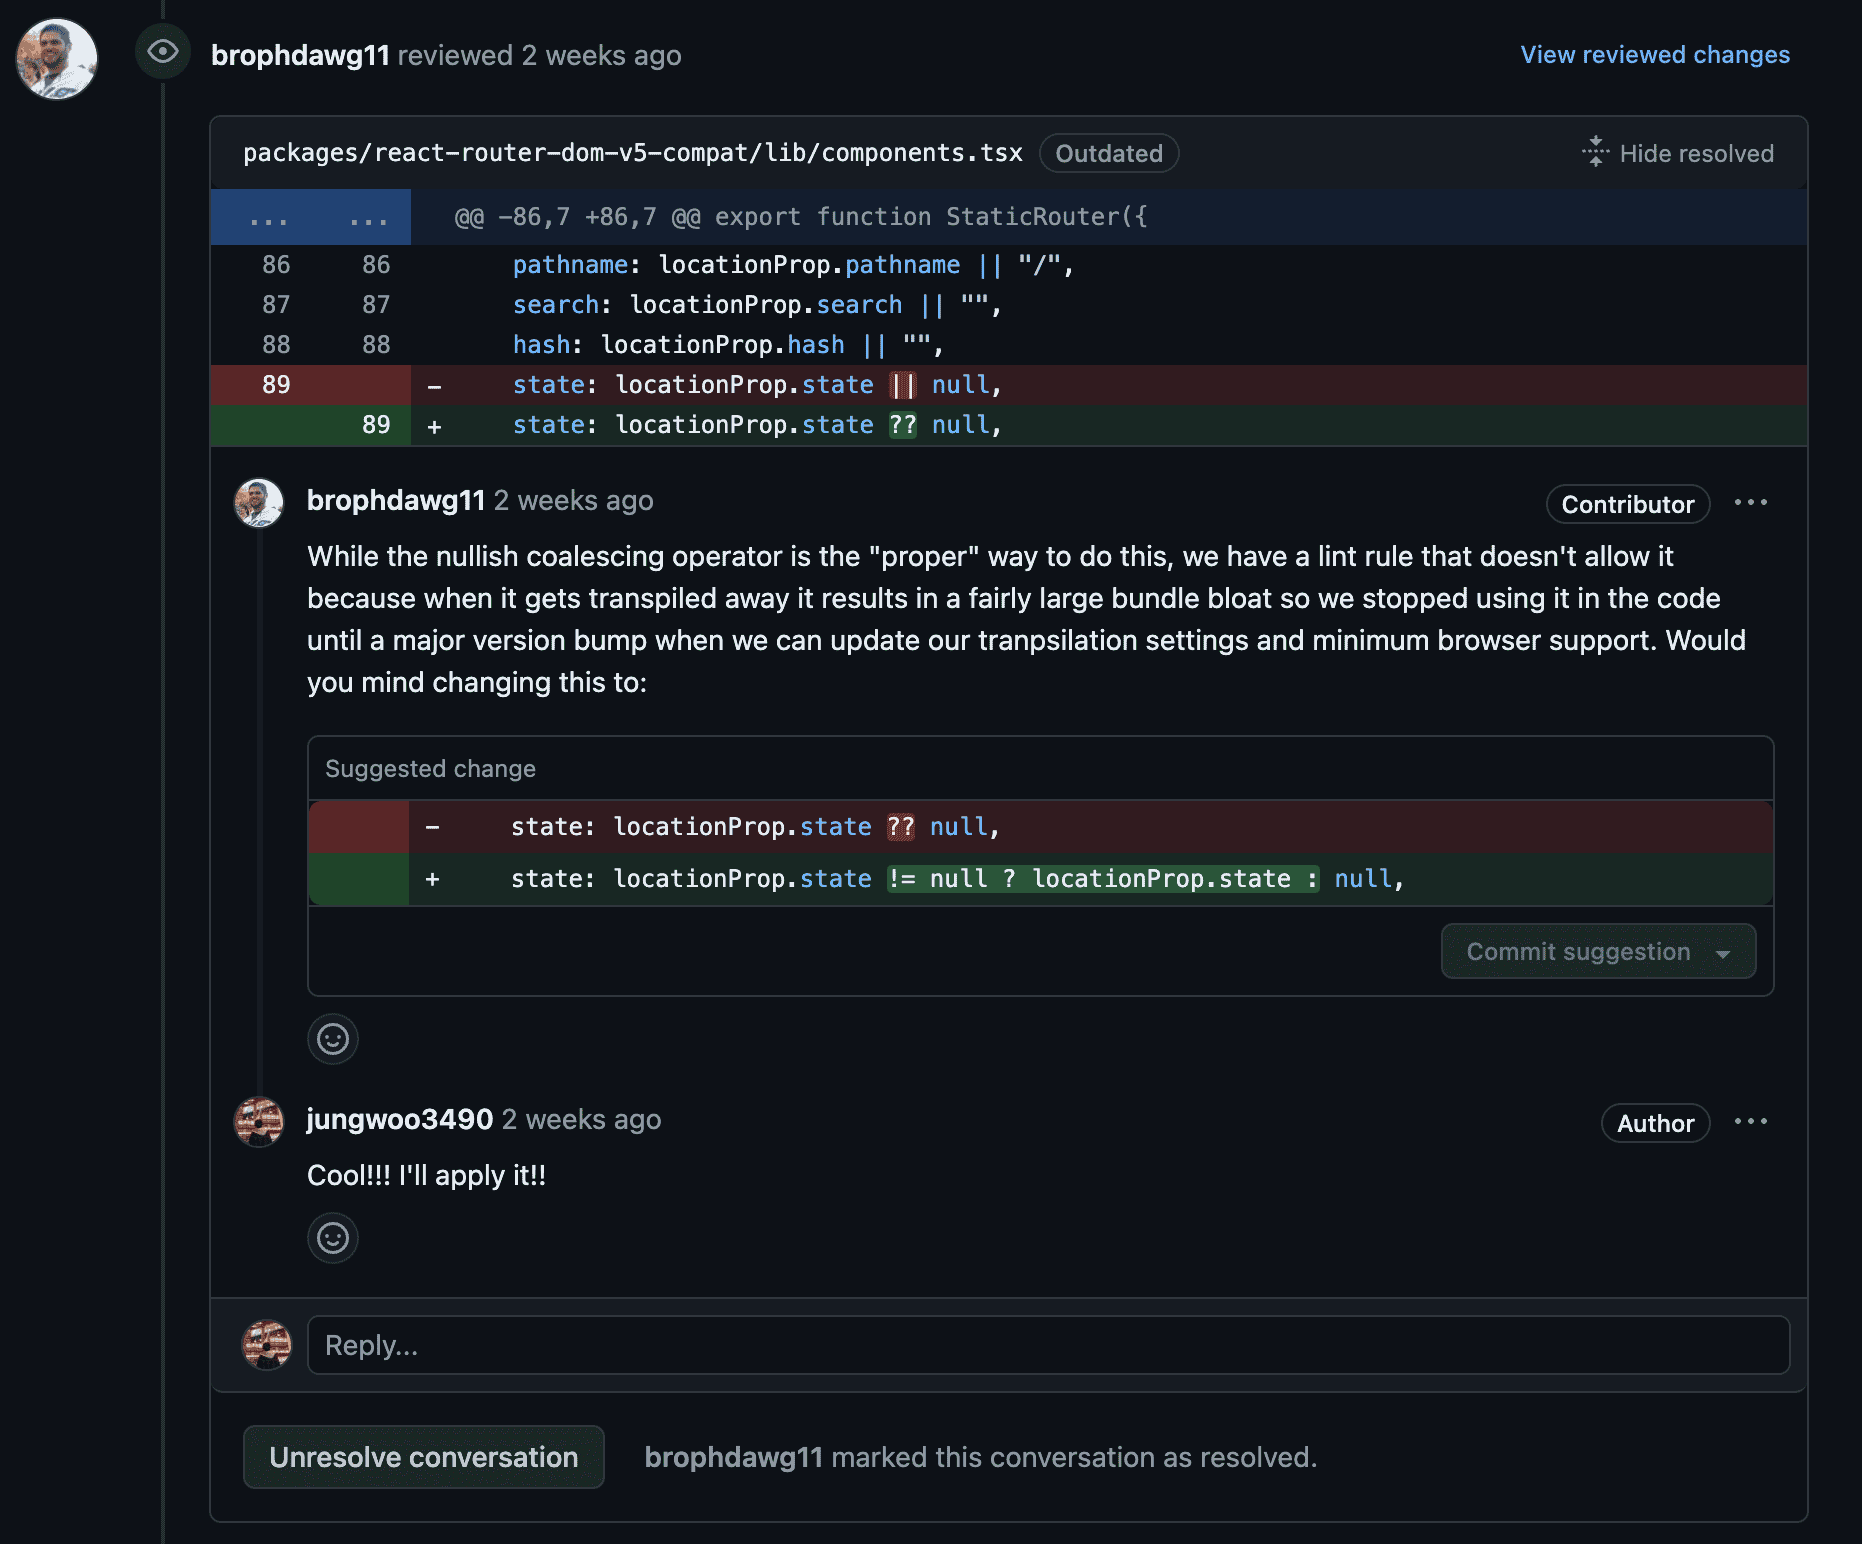 brophdawg11 reviewed 2 weeks ago
View reviewed changes
packages/react-router-dom-v5-compat/lib/components.tsx Outdated
Hide resolved
... ... @@ -86,7 +86,7 @@ export function StaticRouter({
86 86 pathname: locationProp.pathname || "/",
87 87 search: locationProp.search || "",
88 88 hash: locationProp.hash || "",
89 - state: locationProp.state || null,
89 + state: locationProp.state ?? null,
brophdawg11 2 weeks ago
Contributor ...
While the nullish coalescing operator is the "proper" way to do this, we have a lint rule that doesn't allow it
because when it gets transpiled away it results in a fairly large bundle bloat so we stopped using it in the code
until a major version bump when we can update our tranpsilation settings and minimum browser support. Would
you mind changing this to:
Suggested change
- state: locationProp.state ?? null,
+ state: locationProp.state != null ? locationProp.state : null,
Commit suggestion
jungwoo3490 2 weeks ago
Author ...
Cool!!! I'll apply it!!
Reply...
Unresolve conversation
brophdawg11 marked this conversation as resolved.